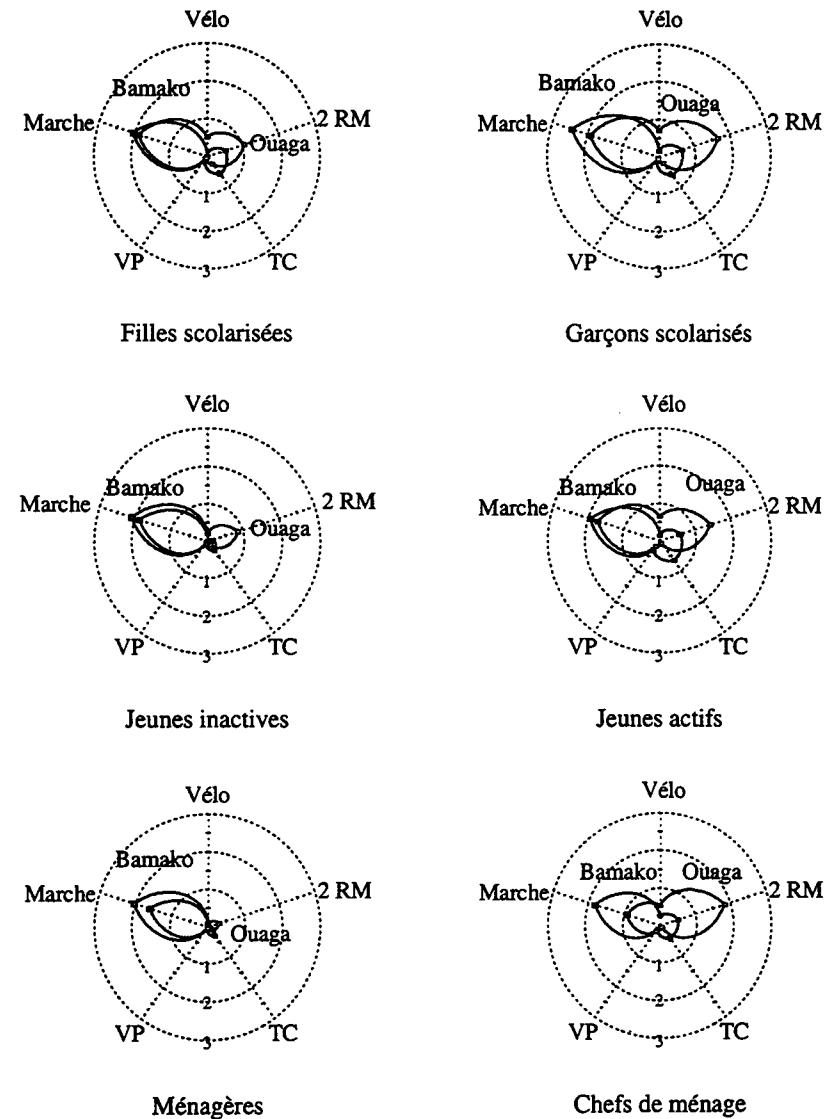 Vélo
Bamako
Marche
2 RM
Ouaga
1
2
3
VP
TC
Filles scolarisées
Vélo
Bamako
Ouaga
Marche
2 RM
1
2
3
VP
TC
Garçons scolarisés
Vélo
Bamako
Marche
2 RM
Ouaga
1
2
3
VP
TC
Jeunes inactives
Vélo
Bamako
Ouaga
Marche
2 RM
1
2
3
VP
TC
Jeunes actifs
Vélo
Bamako
Marche
2 RM
Ouaga
1
2
3
VP
TC
Ménagères
Vélo
Bamako
Ouaga
Marche
2 RM
1
2
3
VP
TC
Chefs de ménage